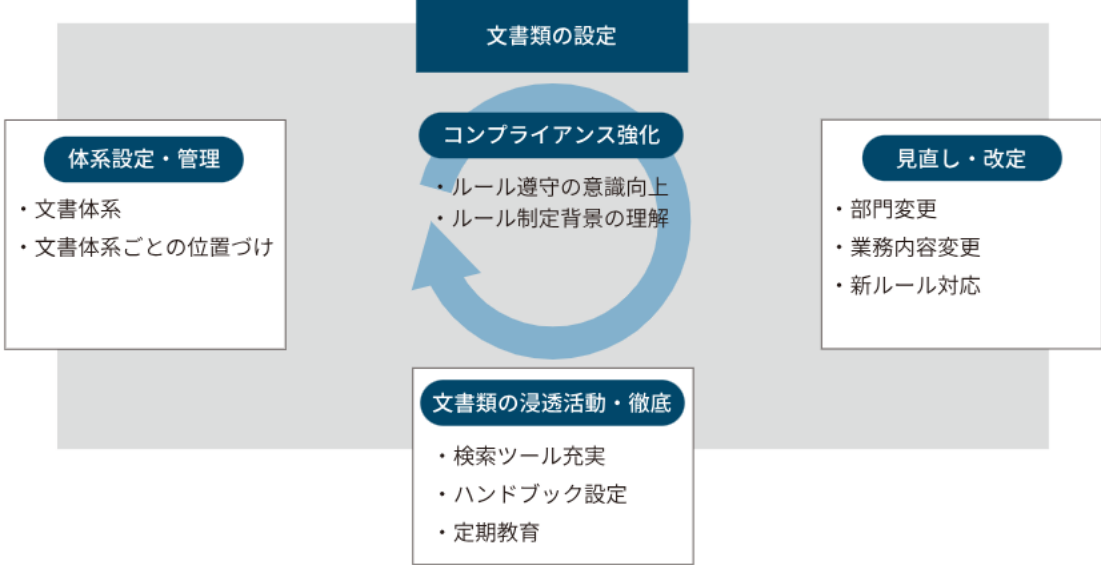 文書類の設定
コンプライアンス強化
・ルール遵守の意識向上
・ルール制定背景の理解
体系設定・管理
・文書体系
・文書体系ごとの位置づけ
見直し・改定
・部門変更
・業務内容変更
・新ルール対応
文書類の浸透活動・徹底
・検索ツール充実
・ハンドブック設定
・定期教育